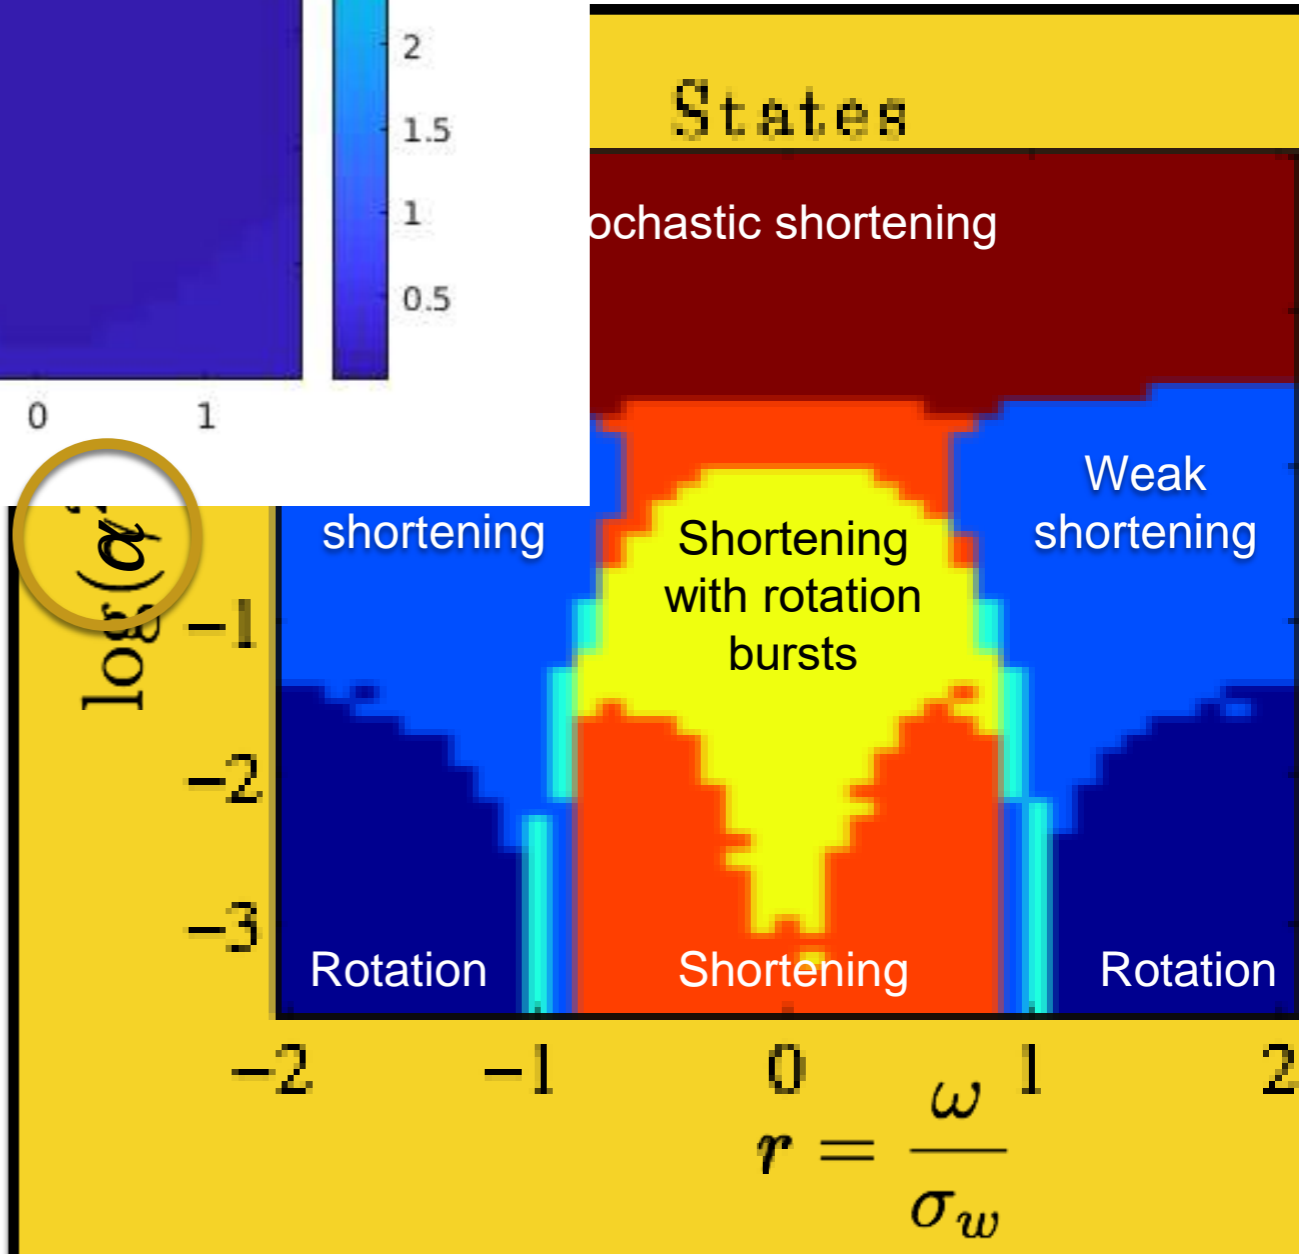 2
1.5
1
0.5
0 1
States
ochastic shortening
shortening
Weak
shortening
Shortening
with rotation
bursts
log(α
−1
−2
−3
Rotation
Shortening
Rotation
−2 −1 0 1 2
r = ω / σ_w